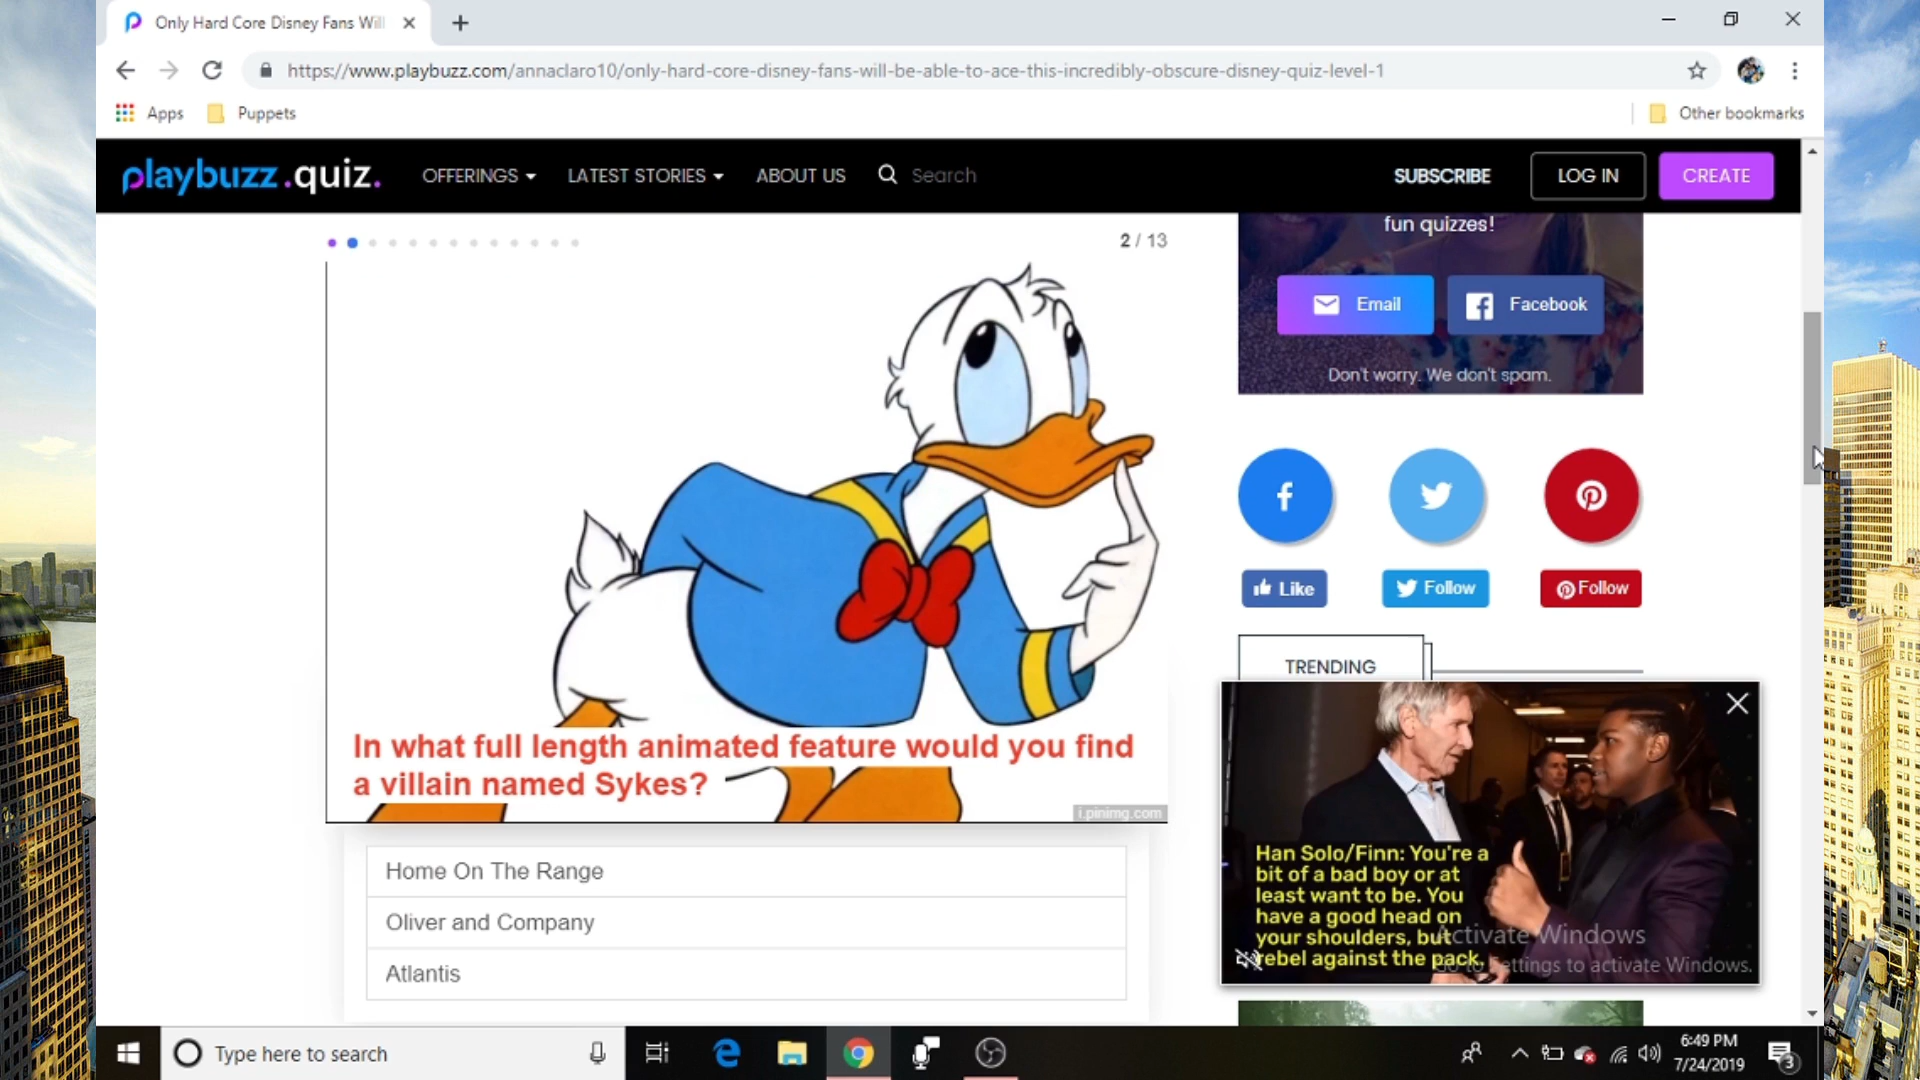 Only Hard Core Disney Fans Will
https://www.playbuzz.com/annaclaro10/only-hard-core-disney-fans-will-be-able-to-ace-this-incredibly-obscure-disney-quiz-level-1
Apps
Puppets
Other bookmarks
playbuzz.quiz.
OFFERINGS
LATEST STORIES
ABOUT US
Search
SUBSCRIBE
LOG IN
CREATE
2 / 13
fun quizzes!
Email
Facebook
Don't worry. We don't spam.
Like
Follow
Follow
TRENDING
In what full length animated feature would you find
a villain named Sykes?
i.pinimg.com
Home On The Range
Oliver and Company
Atlantis
Han Solo/Finn: You're a
bit of a bad boy or at
least want to be. You
have a good head on
your shoulders, but
rebel against the pack.
Activate Windows
Go to Settings to activate Windows.
Type here to search
6:49 PM
7/24/2019
3